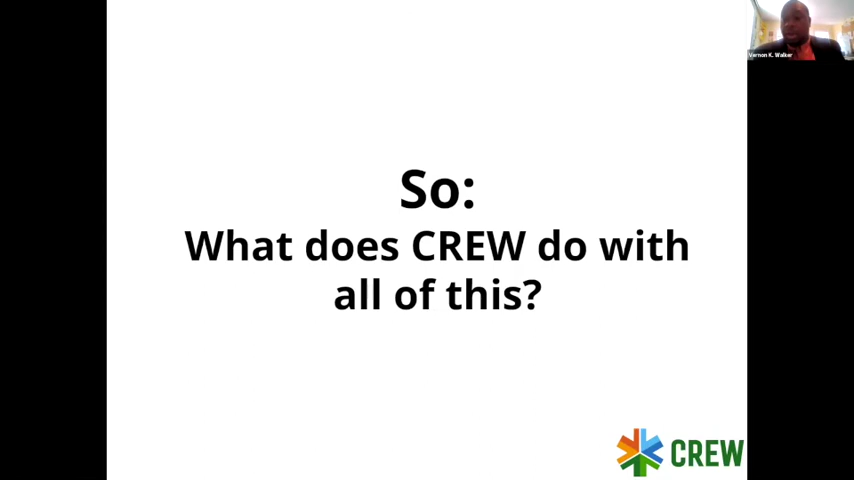 Vernon K. Walker
So:
What does CREW do with
all of this?
CREW